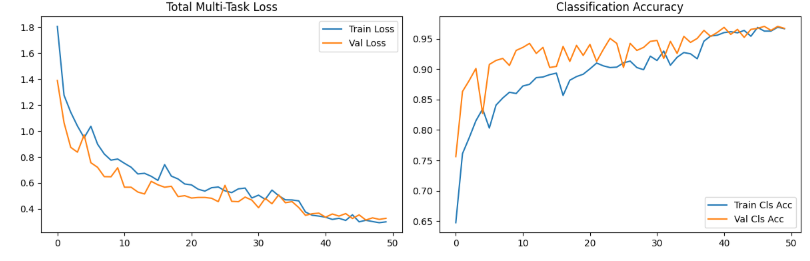 Total Multi-Task Loss
1.8
1.6
1.4
1.2
1.0
0.8
0.6
0.4
0 10 20 30 40 50
Train Loss
Val Loss
Classification Accuracy
0.95
0.90
0.85
0.80
0.75
0.70
0.65
0 10 20 30 40 50
Train Cls Acc
Val Cls Acc